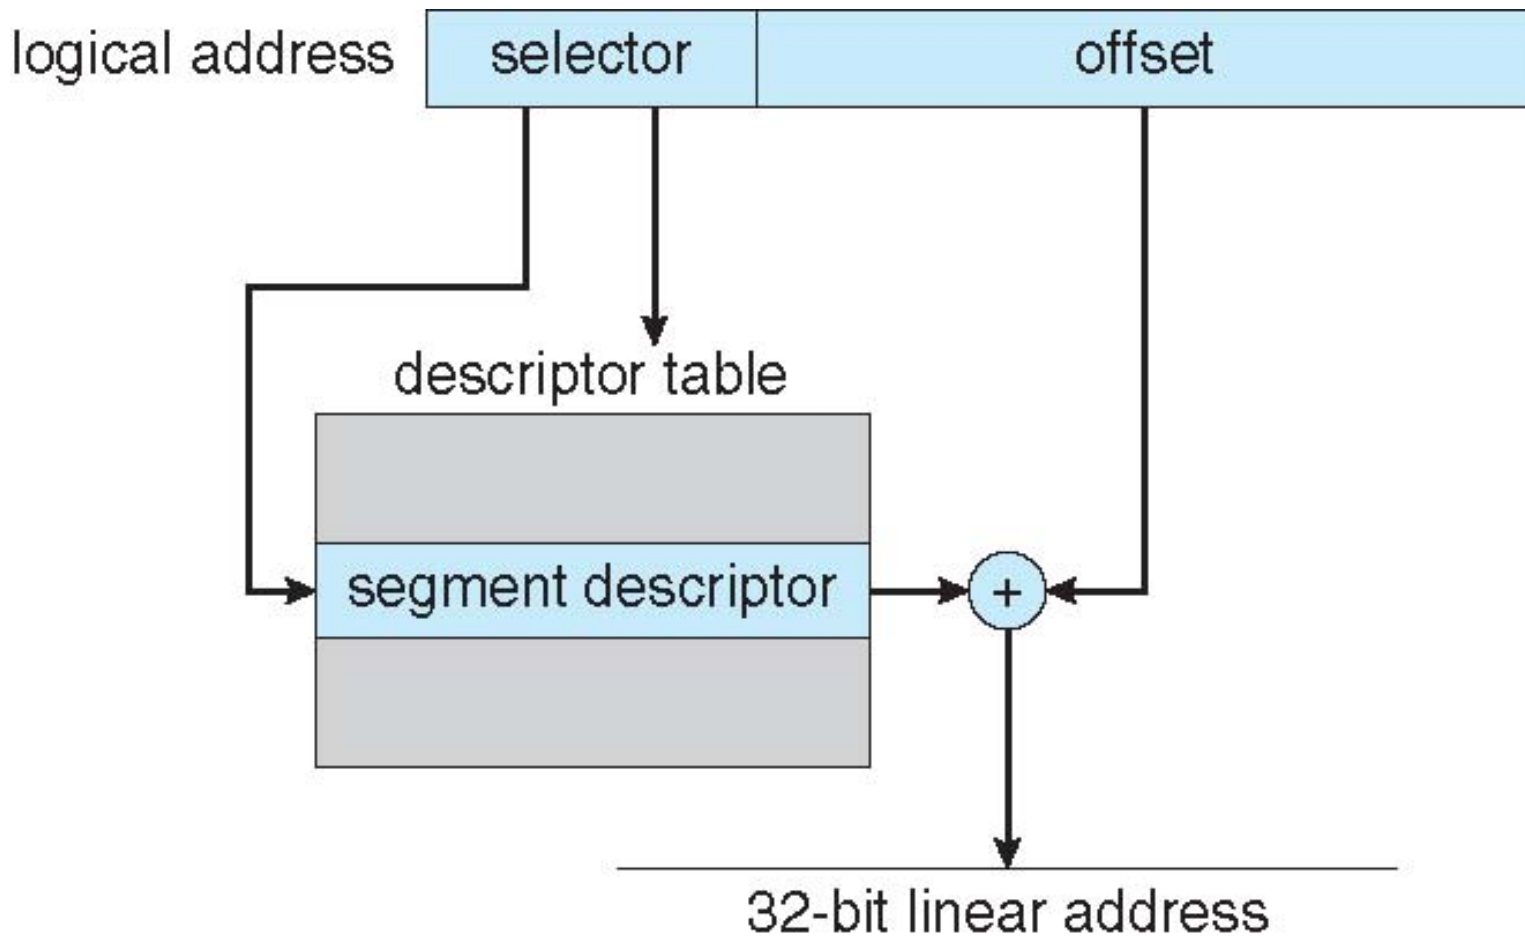 logical address selector offset
descriptor table
segment descriptor +
32-bit linear address